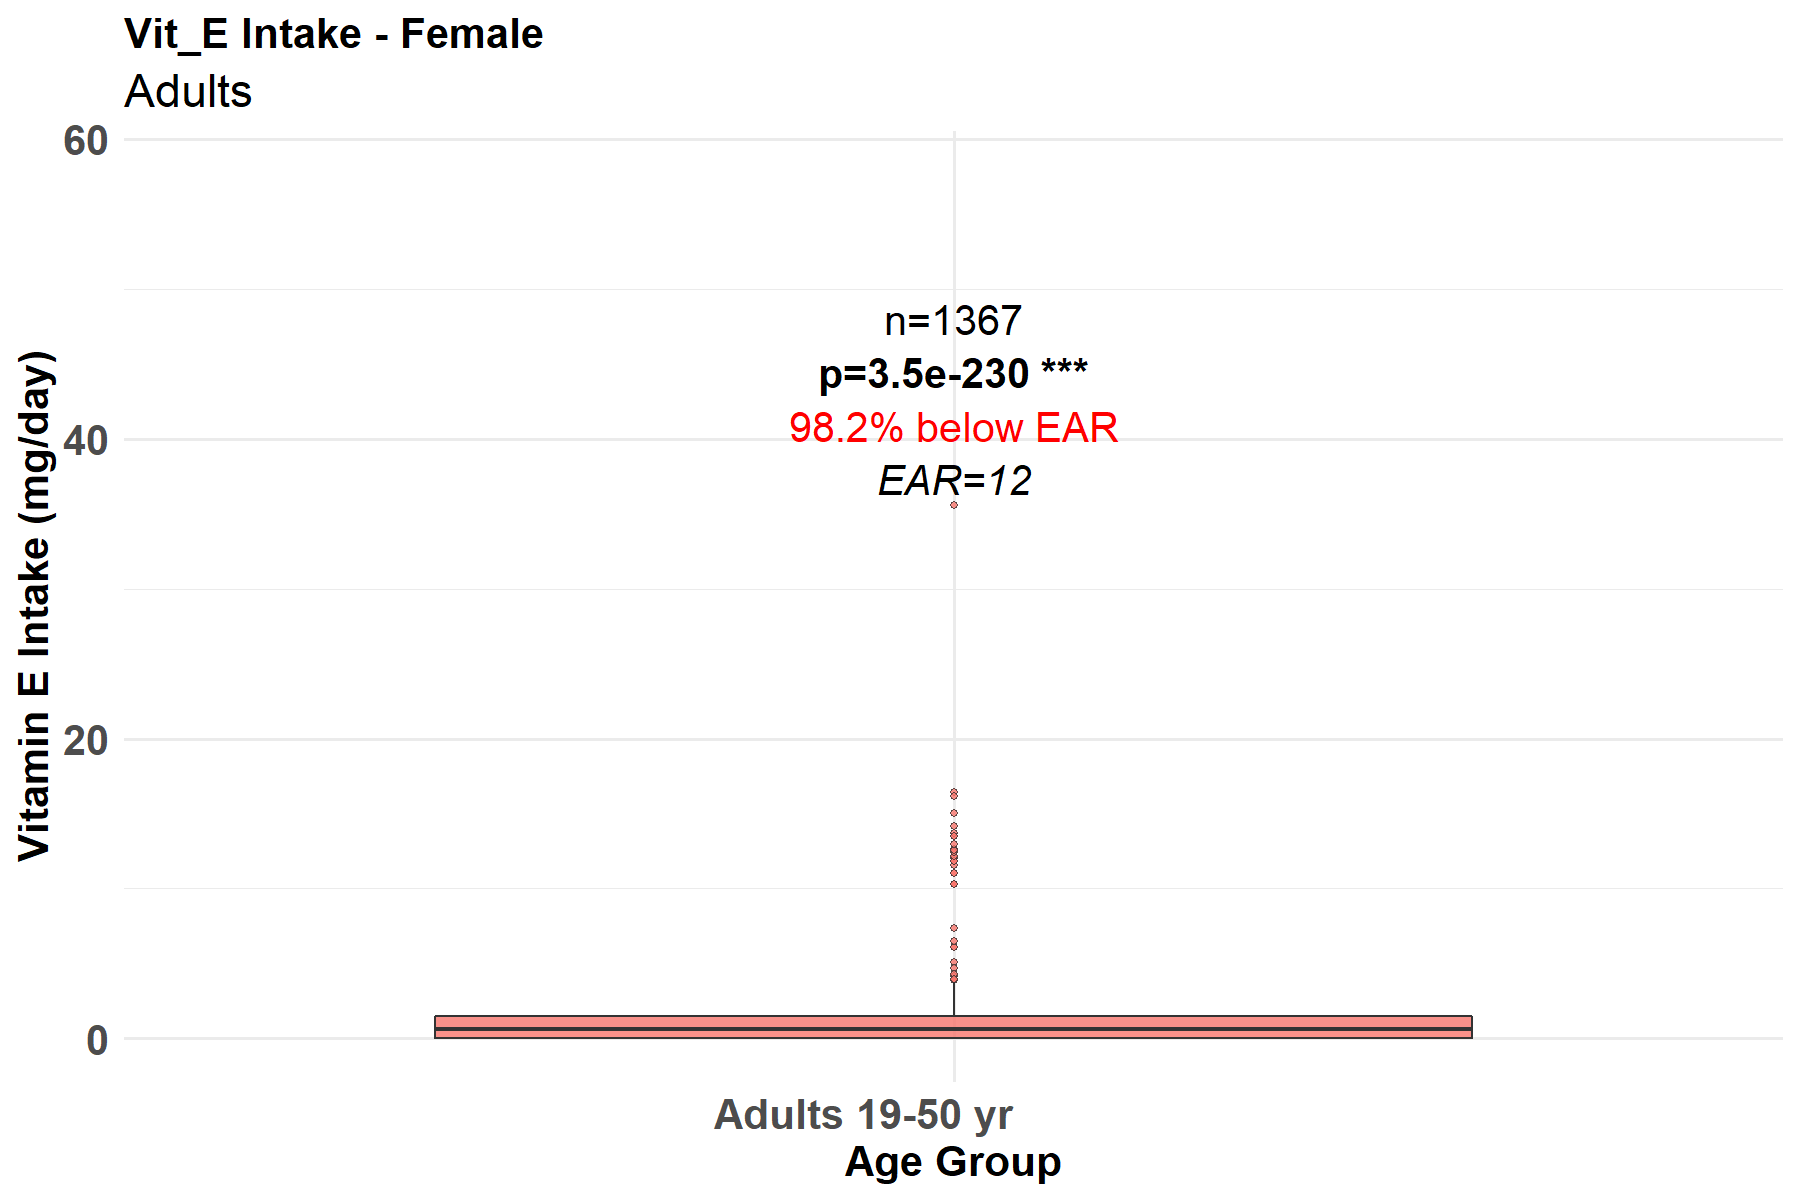 Vit_E Intake - Female
Adults
60
40
20
0
Vitamin E Intake (mg/day)
n=1367
p=3.5e-230 ***
98.2% below EAR
EAR=12
Adults 19-50 yr
Age Group